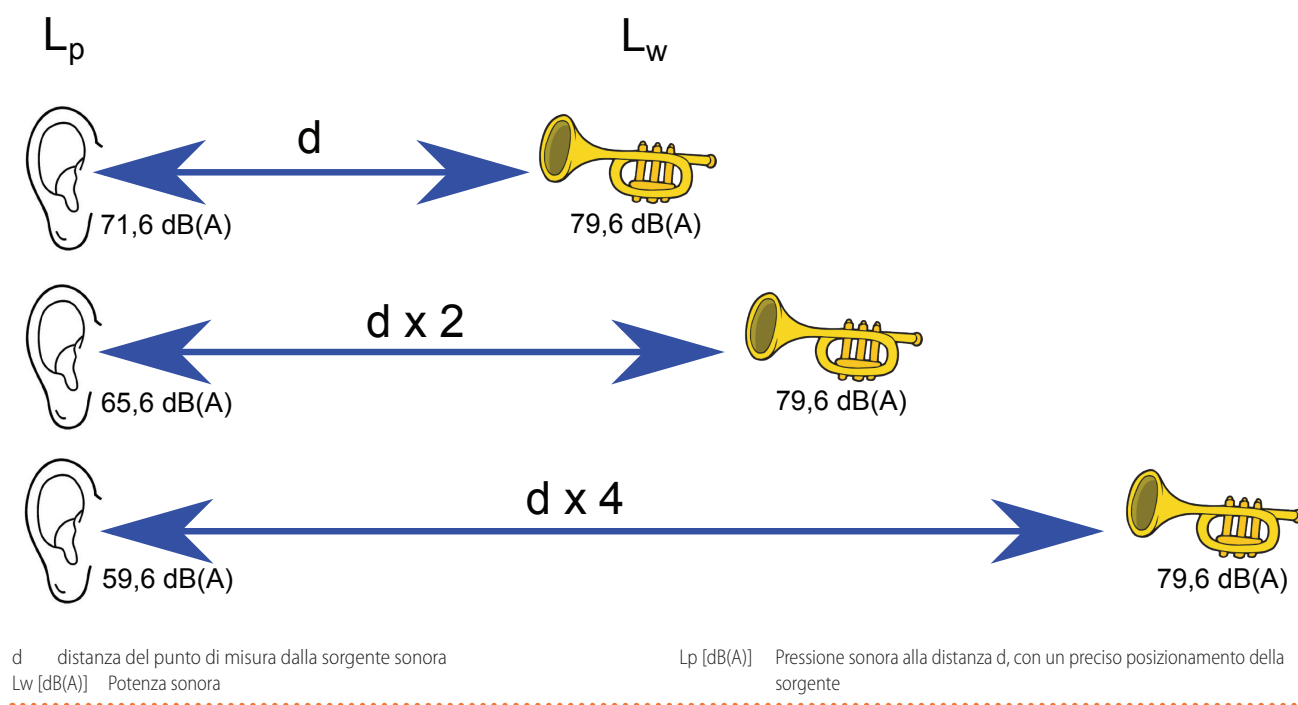 Lp Lw
d
71,6 dB(A) 79,6 dB(A)
d x 2
65,6 dB(A) 79,6 dB(A)
d x 4
59,6 dB(A) 79,6 dB(A)
d distanza del punto di misura dalla sorgente sonora
Lw [dB(A)] Potenza sonora
Lp [dB(A)] Pressione sonora alla distanza d, con un preciso posizionamento della
sorgente